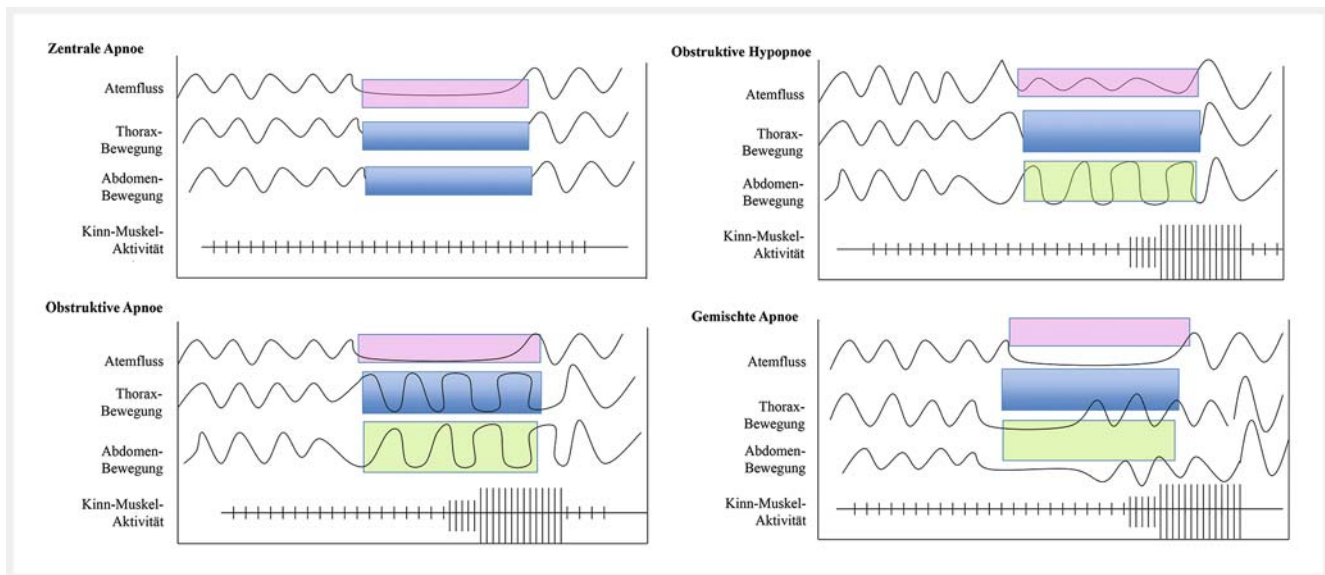 Zentrale Apnoe
Atemfluss
Thorax-
Bewegung
Abdomen-
Bewegung
Kinn-Muskel-
Aktivität
Obstruktive Hypopnoe
Atemfluss
Thorax-
Bewegung
Abdomen-
Bewegung
Kinn-Muskel-
Aktivität
Obstruktive Apnoe
Atemfluss
Thorax-
Bewegung
Abdomen-
Bewegung
Kinn-Muskel-
Aktivität
Gemischte Apnoe
Atemfluss
Thorax-
Bewegung
Abdomen-
Bewegung
Kinn-Muskel-
Aktivität